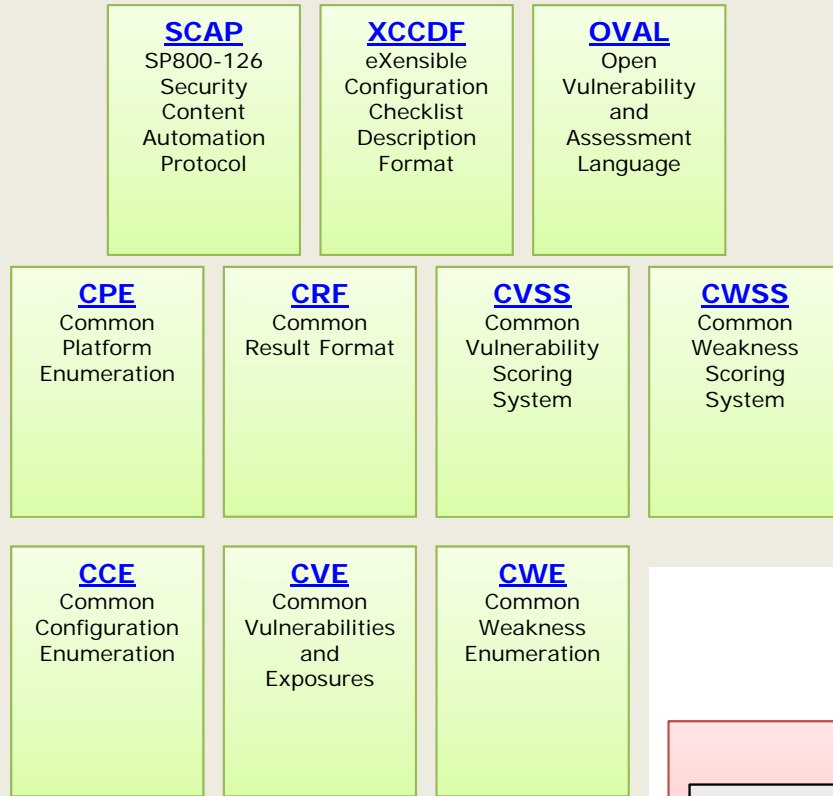 SCAP
SP800-126
Security
Content
Automation
Protocol
XCCDF
eXensible
Configuration
Checklist
Description
Format
OVAL
Open
Vulnerability
and
Assessment
Language
CPE
Common
Platform
Enumeration
CRF
Common
Result Format
CVSS
Common
Vulnerability
Scoring
System
CWSS
Common
Weakness
Scoring
System
CCE
Common
Configuration
Enumeration
CVE
Common
Vulnerabilities
and
Exposures
CWE
Common
Weakness
Enumeration